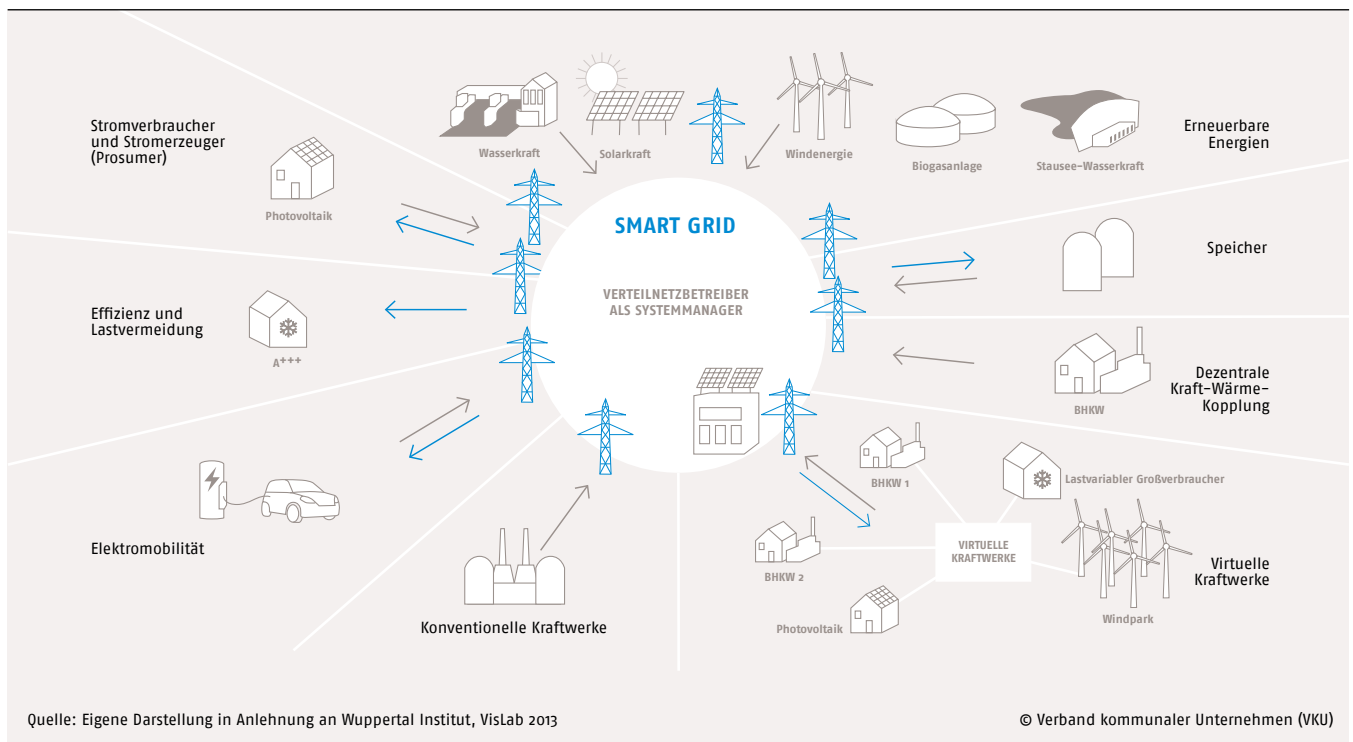 Stromverbraucher
und Stromerzeuger
(Prosumer)
Photovoltaik
Wasserkraft
Solarkraft
Windenergie
Biogasanlage
Stausee-Wasserkraft
Erneuerbare
Energien
SMART GRID
VERTEILNETZBETREIBER
ALS SYSTEMMANAGER
Speicher
Effizienz und
Lastvermeidung
A+++
BHKW
Dezentrale
Kraft-Wärme-
Kopplung
Elektromobilität
Konventionelle Kraftwerke
BHKW 1
Lastvariabler Großverbraucher
BHKW 2
VIRTUELLE
KRAFTWERKE
Photovoltaik
Windpark
Virtuelle
Kraftwerke
Quelle: Eigene Darstellung in Anlehnung an Wuppertal Institut, VisLab 2013
© Verband kommunaler Unternehmen (VKU)